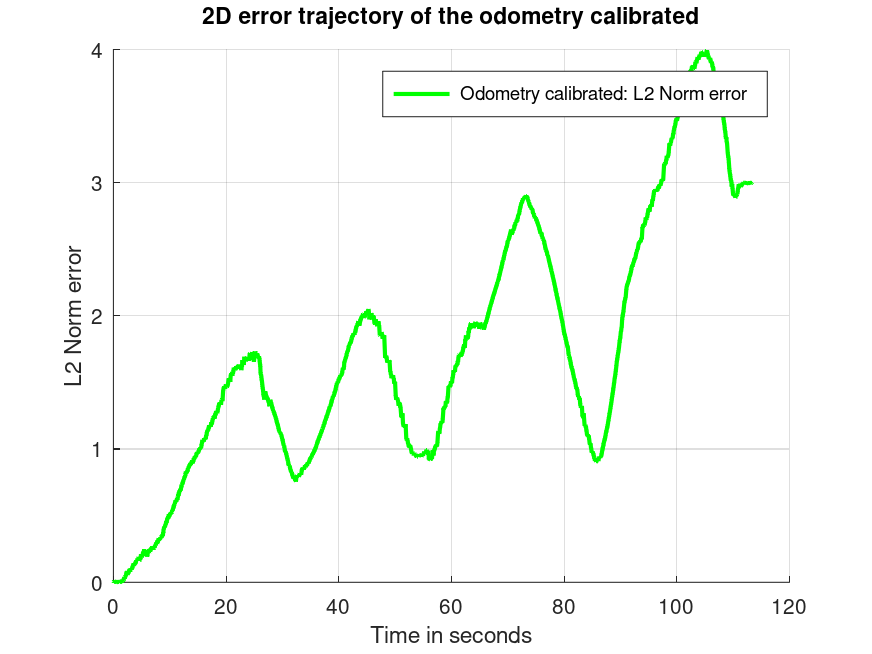 2D error trajectory of the odometry calibrated
4
Odometry calibrated: L2 Norm error
3
2
1
0
L2 Norm error
0 20 40 60 80 100 120
Time in seconds